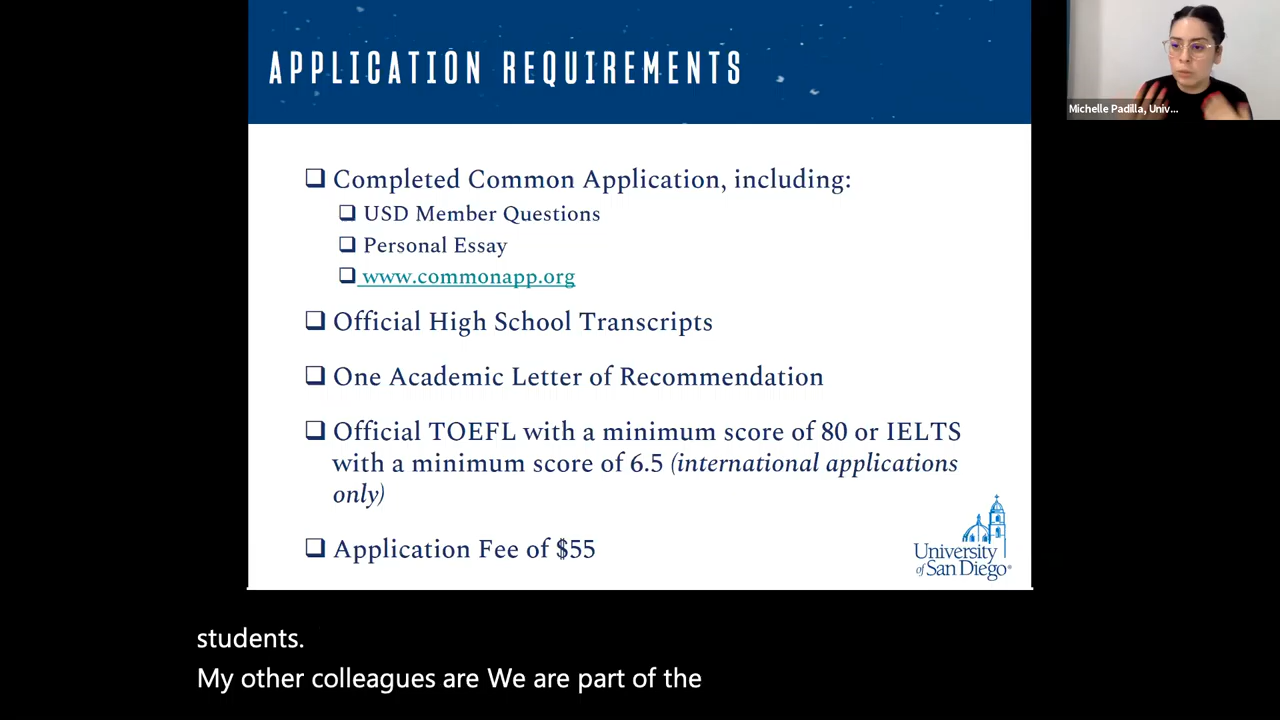 APPLICATION REQUIREMENTS
Michelle Padilla, Univ...
Completed Common Application, including:
USD Member Questions
Personal Essay
www.commonapp.org
Official High School Transcripts
One Academic Letter of Recommendation
Official TOEFL with a minimum score of 80 or IELTS
with a minimum score of 6.5 (international applications
only)
Application Fee of $55
University
of San Diego®
students.
My other colleagues are We are part of the